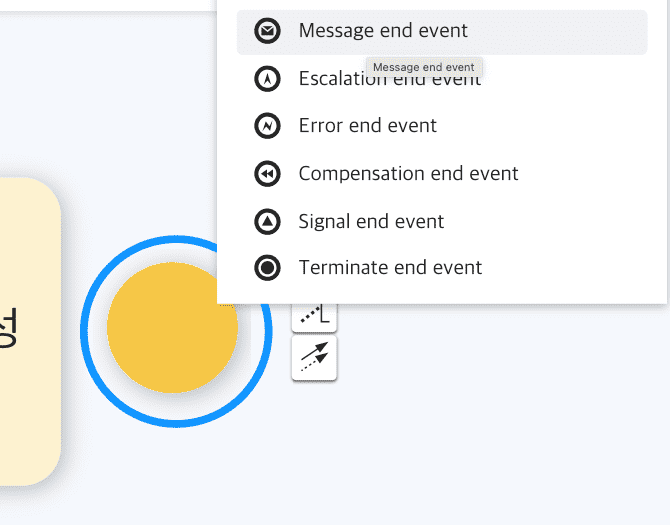 Message end event
Message end event
Escalation end event
Error end event
Compensation end event
Signal end event
Terminate end event
성